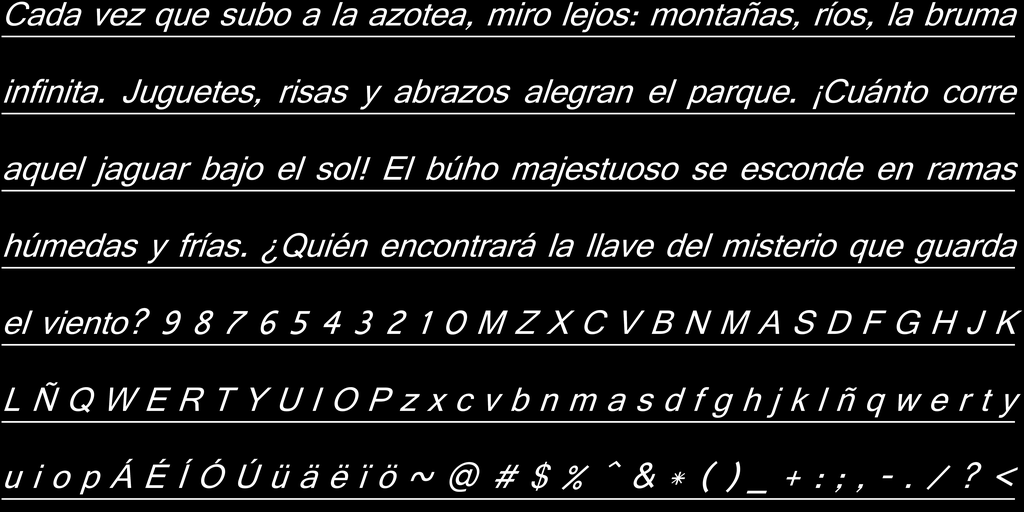 Cada vez que subo a la azotea, miro lejos: montañas, ríos, la bruma
infinita. Juguetes, risas y abrazos alegran el parque. ¡Cuánto corre
aquel jaguar bajo el sol! El búho majestuoso se esconde en ramas
húmedas y frías. ¿Quién encontrará la llave del misterio que guarda
el viento? 9 8 7 6 5 4 3 2 1 0 M Z X C V B N M A S D F G H J K
L Ñ Q W E R T Y U I O P z x c v b n m a s d f g h j k l ñ q w e r t y
u i o p Á É Í Ó Ú ü ä ë ï ö ~ @ # $ % ^ & * ( ) _ + : ; , - . / ? <